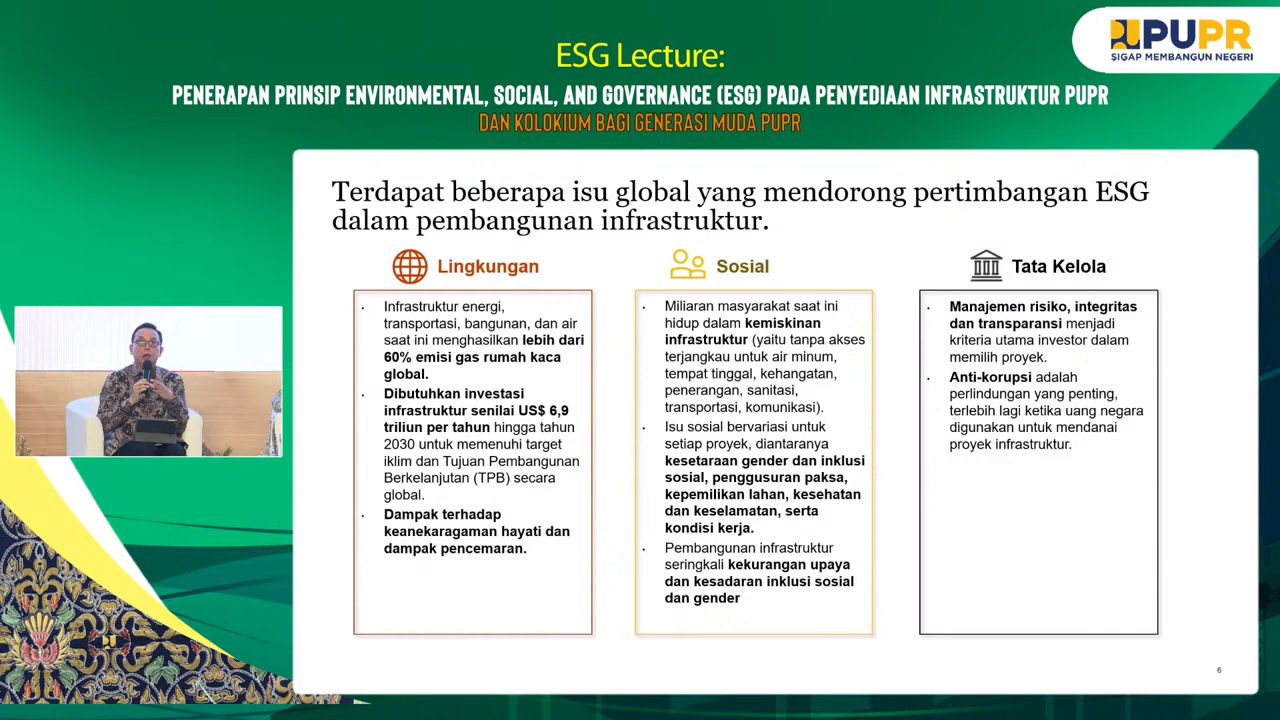 ESG Lecture:
PENERAPAN PRINSIP ENVIRONMENTAL, SOCIAL, AND GOVERNANCE (ESG) PADA PENYEDIAAN INFRASTRUKTUR PUPR
DAN KOLOKIUM BAGI GENERASI MUDA PUPR
PUPR
SIGAP MEMBANGUN NEGERI
Terdapat beberapa isu global yang mendorong pertimbangan ESG
dalam pembangunan infrastruktur.
Lingkungan
• Infrastruktur energi,
transportasi, bangunan, dan air
saat ini menghasilkan lebih dari
60% emisi gas rumah kaca
global.
• Dibutuhkan investasi
infrastruktur senilai US$ 6,9
triliun per tahun hingga tahun
2030 untuk memenuhi target
iklim dan Tujuan Pembangunan
Berkelanjutan (TPB) secara
global.
• Dampak terhadap
keanekaragaman hayati dan
dampak pencemaran.
Sosial
• Miliaran masyarakat saat ini
hidup dalam kemiskinan
infrastruktur (yaitu tanpa akses
terjangkau untuk air minum,
tempat tinggal, kehangatan,
penerangan, sanitasi,
transportasi, komunikasi).
• Isu sosial bervariasi untuk
setiap proyek, diantaranya
kesetaraan gender dan inklusi
sosial, penggusuran paksa,
kepemilikan lahan, kesehatan
dan keselamatan, serta
kondisi kerja.
• Pembangunan infrastruktur
seringkali kekurangan upaya
dan kesadaran inklusi sosial
dan gender
Tata Kelola
• Manajemen risiko, integritas
dan transparansi menjadi
kriteria utama investor dalam
memilih proyek.
• Anti-korupsi adalah
perlindungan yang penting,
terlebih lagi ketika uang negara
digunakan untuk mendanai
proyek infrastruktur.
6